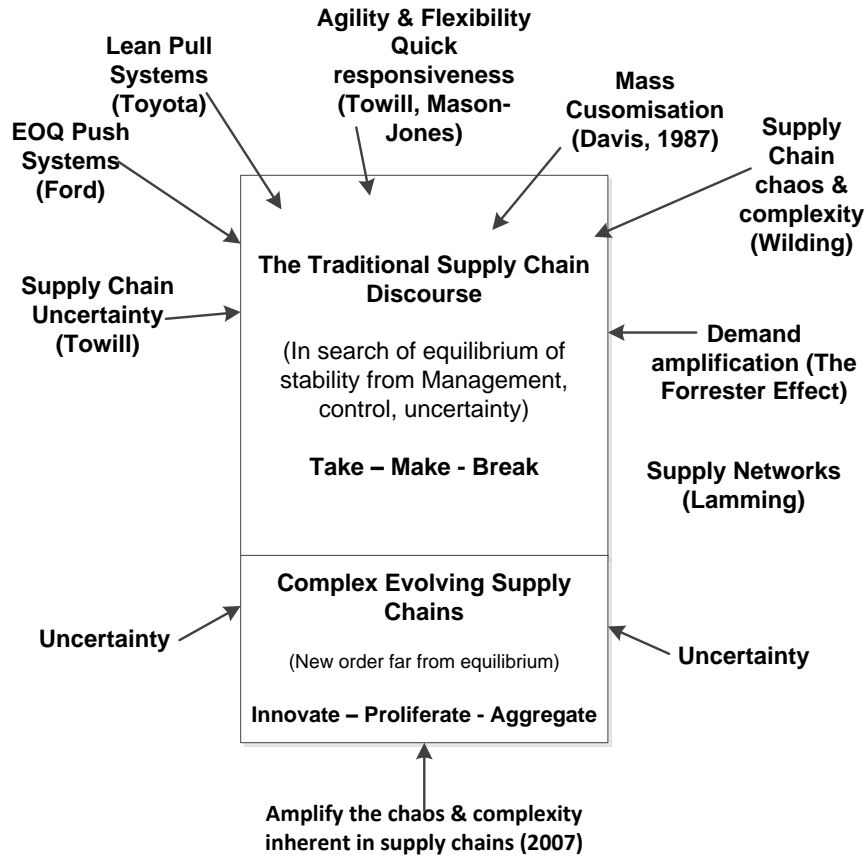 Agility & Flexibility
Quick
responsiveness
(Towill, Mason-
Jones)
Lean Pull
Systems
(Toyota)
EOQ Push
Systems
(Ford)
Mass
Cusomisation
(Davis, 1987)
Supply
Chain
chaos &
complexity
(Wilding)
Supply Chain
Uncertainty
(Towill)
The Traditional Supply Chain
Discourse
(In search of equilibrium of
stability from Management,
control, uncertainty)
Take – Make - Break
Demand
amplification (The
Forrester Effect)
Supply Networks
(Lamming)
Complex Evolving Supply
Chains
(New order far from equilibrium)
Innovate – Proliferate - Aggregate
Uncertainty
Uncertainty
Amplify the chaos & complexity
inherent in supply chains (2007)